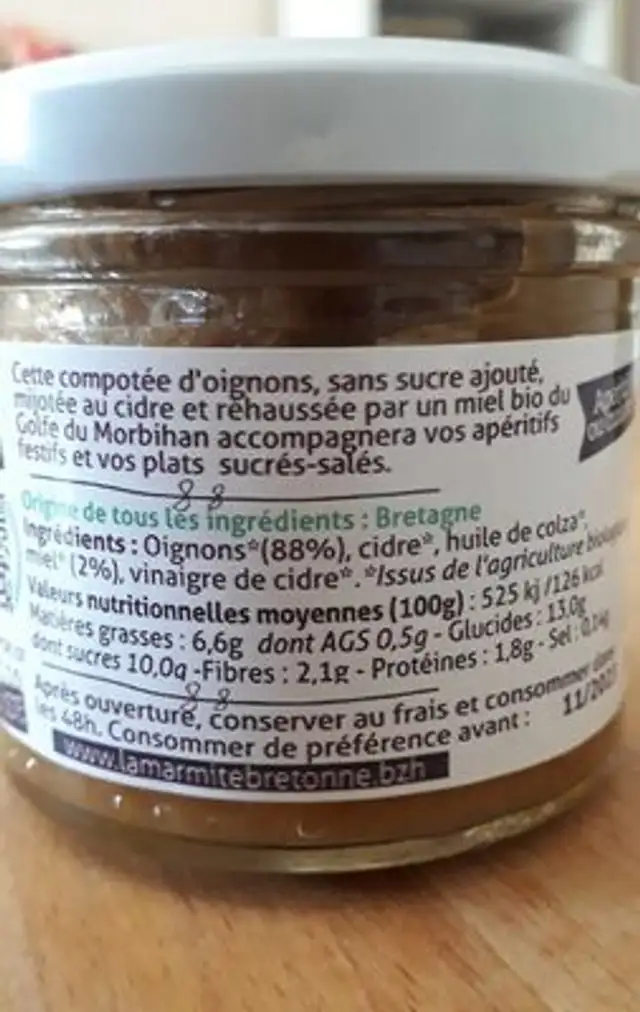 Cette compotée d'oignons, sans sucre ajouté,
mijotée au cidre et réhaussée par un miel bio du
Golfe du Morbihan accompagnera vos apéritifs
festifs et vos plats sucrés-salés.
Origine de tous les ingrédients : Bretagne
Ingrédients : Oignons*(88%), cidre*, huile de colza*,
miel* (2%), vinaigre de cidre*. *Issus de l'agriculture biologique
Valeurs nutritionnelles moyennes (100g) : 525 kj /126 kcal
Matières grasses : 6,6g dont AGS 0,5g - Glucides : 13,0g
dont sucres 10,0g -Fibres : 2,1g - Protéines : 1,8g - Sel :
Après ouverture, conserver au frais et consommer dans
les 48h. Consommer de préférence avant : 11/202
www.lamarmitebretonne.bzh